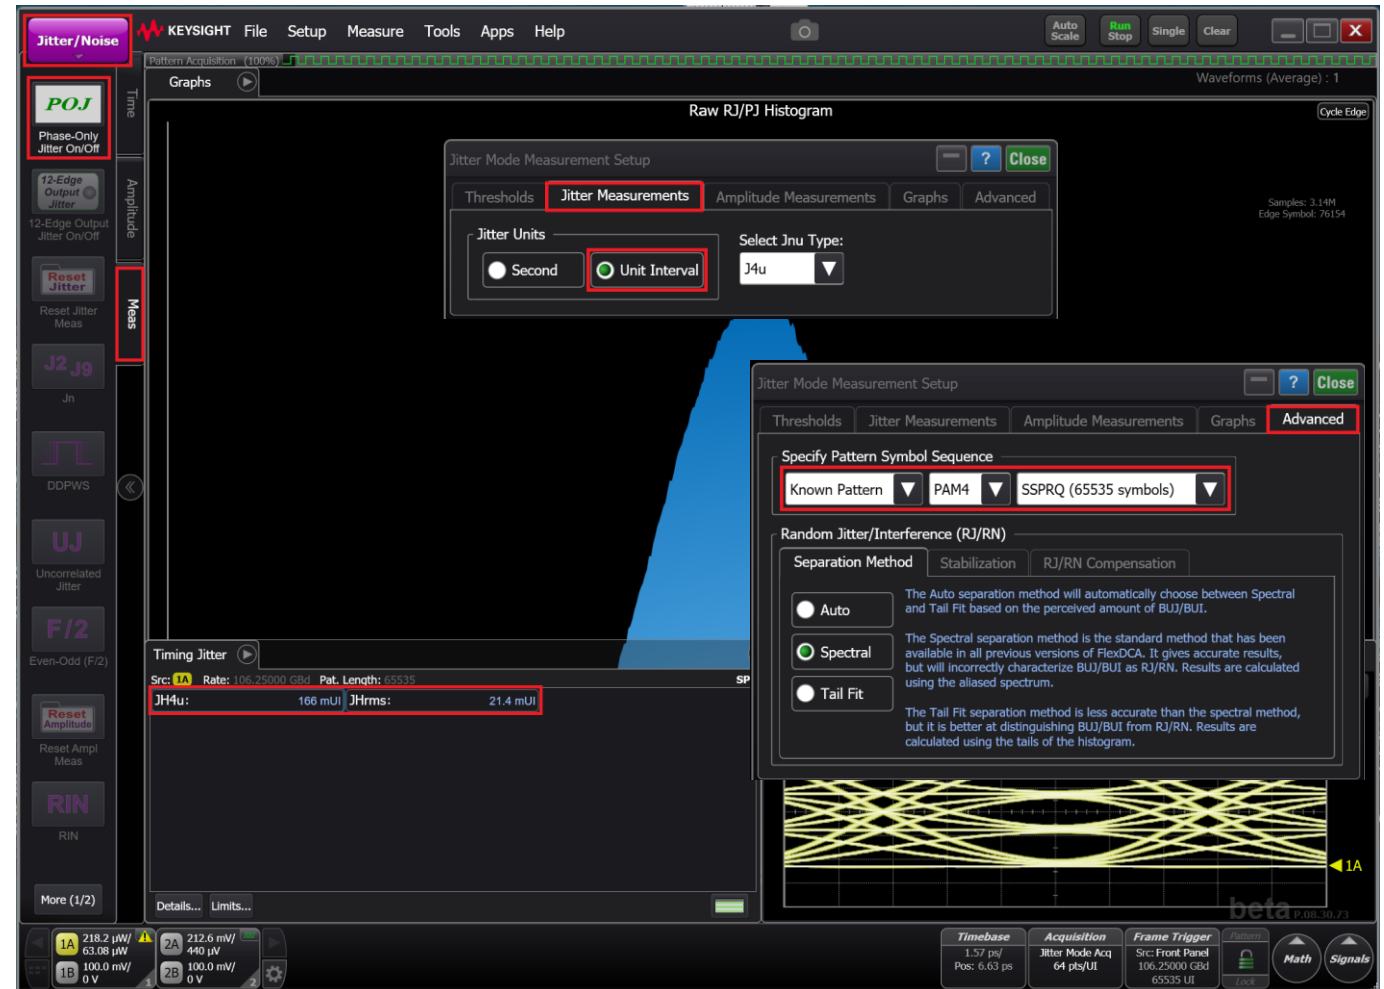 Jitter/Noise
KEYSIGHT File Setup Measure Tools Apps Help
Auto Scale
Run Stop
Single
Clear
Pattern Acquisition (100%)
Graphs
Waveforms (Average) : 1
Raw RJ/PJ Histogram
Cycle Edge
Samples: 3.14M
Edge Symbol: 76154
Time
Amplitude
Meas
POJ
Phase-Only
Jitter On/Off
12-Edge
Output
Jitter
12-Edge Output
Jitter On/Off
Reset
Jitter
Reset Jitter
Meas
J2 J9
Jn
DDPWS
UJ
Uncorrelated
Jitter
F/2
Even-Odd (F/2)
Reset
Amplitude
Reset Ampl
Meas
RIN
RIN
More (1/2)
Jitter Mode Measurement Setup
? Close
Thresholds Jitter Measurements Amplitude Measurements Graphs Advanced
Jitter Units
Second Unit Interval
Select Jnu Type:
J4u
Jitter Mode Measurement Setup
? Close
Thresholds Jitter Measurements Amplitude Measurements Graphs Advanced
Specify Pattern Symbol Sequence
Known Pattern PAM4 SSPRQ (65535 symbols)
Random Jitter/Interference (RJ/RN)
Separation Method Stabilization RJ/RN Compensation
Auto
The Auto separation method will automatically choose between Spectral
and Tail Fit based on the perceived amount of BUJ/BUI.
Spectral
The Spectral separation method is the standard method that has been
available in all previous versions of FlexDCA. It gives accurate results,
but will incorrectly characterize BUJ/BUI as RJ/RN. Results are calculated
using the aliased spectrum.
Tail Fit
The Tail Fit separation method is less accurate than the spectral method,
but it is better at distinguishing BUJ/BUI from RJ/RN. Results are
calculated using the tails of the histogram.
Timing Jitter
Src: 1A Rate: 106.25000 GBd Pat. Length: 65535
SP
JH4u: 166 mUI JHrms: 21.4 mUI
Details... Limits...
1A
beta P.08.30.73
1A 218.2 µW/
63.08 µW
1B 100.0 mV/
0 V
1
2A 212.6 mV/
440 µV
2B 100.0 mV/
0 V
2
Timebase
1.57 ps/
Pos: 6.63 ps
Acquisition
Jitter Mode Acq
64 pts/UI
Frame Trigger
Src: Front Panel
106.25000 GBd
65535 UI
Pattern
Lock
Math
Signals